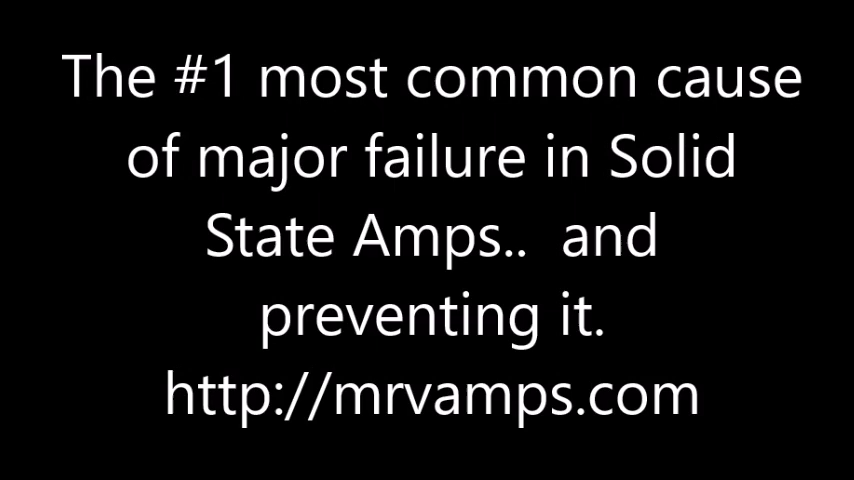 The #1 most common cause
of major failure in Solid
State Amps..  and
preventing it.
http://mrvamps.com